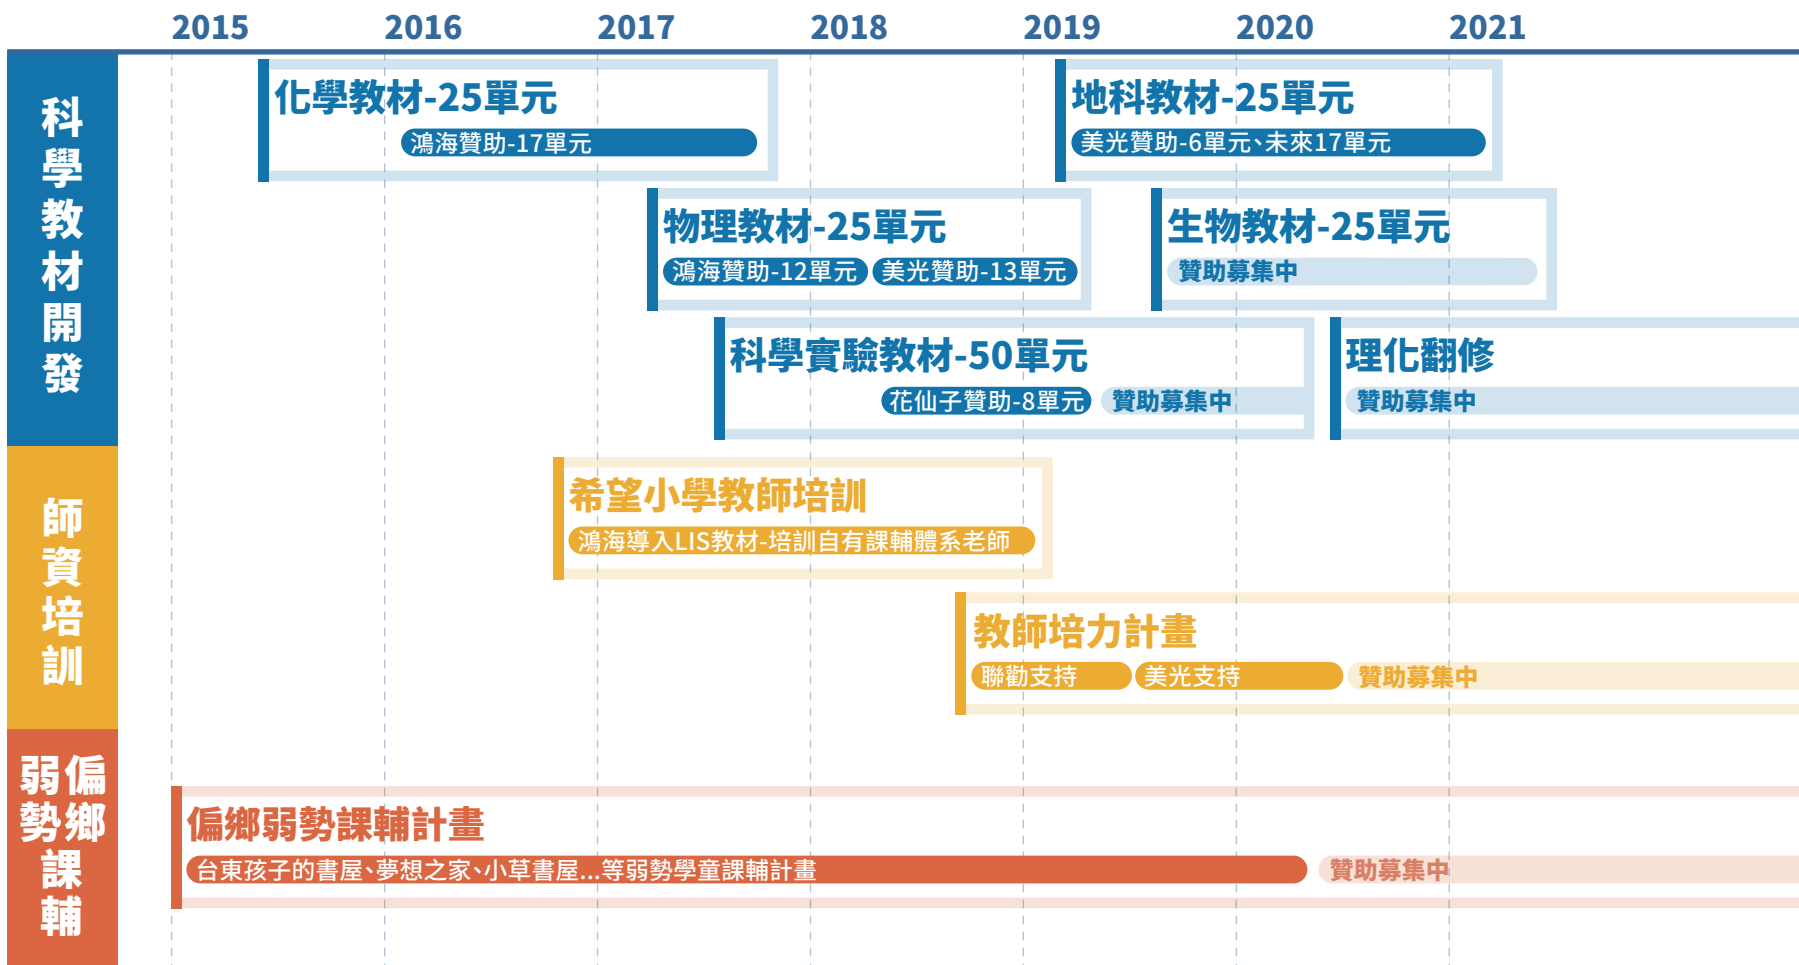 2015 2016 2017 2018 2019 2020 2021
科學教材開發
化學教材-25單元
鴻海贊助-17單元
地科教材-25單元
美光贊助-6單元、未來17單元
物理教材-25單元
鴻海贊助-12單元
美光贊助-13單元
生物教材-25單元
贊助募集中
科學實驗教材-50單元
花仙子贊助-8單元
贊助募集中
理化翻修
贊助募集中
師資培訓
希望小學教師培訓
鴻海導入LIS教材-培訓自有課輔體系老師
教師培力計畫
聯勸支持
美光支持
贊助募集中
偏鄉
弱勢
課輔
偏鄉弱勢課輔計畫
台東孩子的書屋、夢想之家、小草書屋...等弱勢學童課輔計畫
贊助募集中